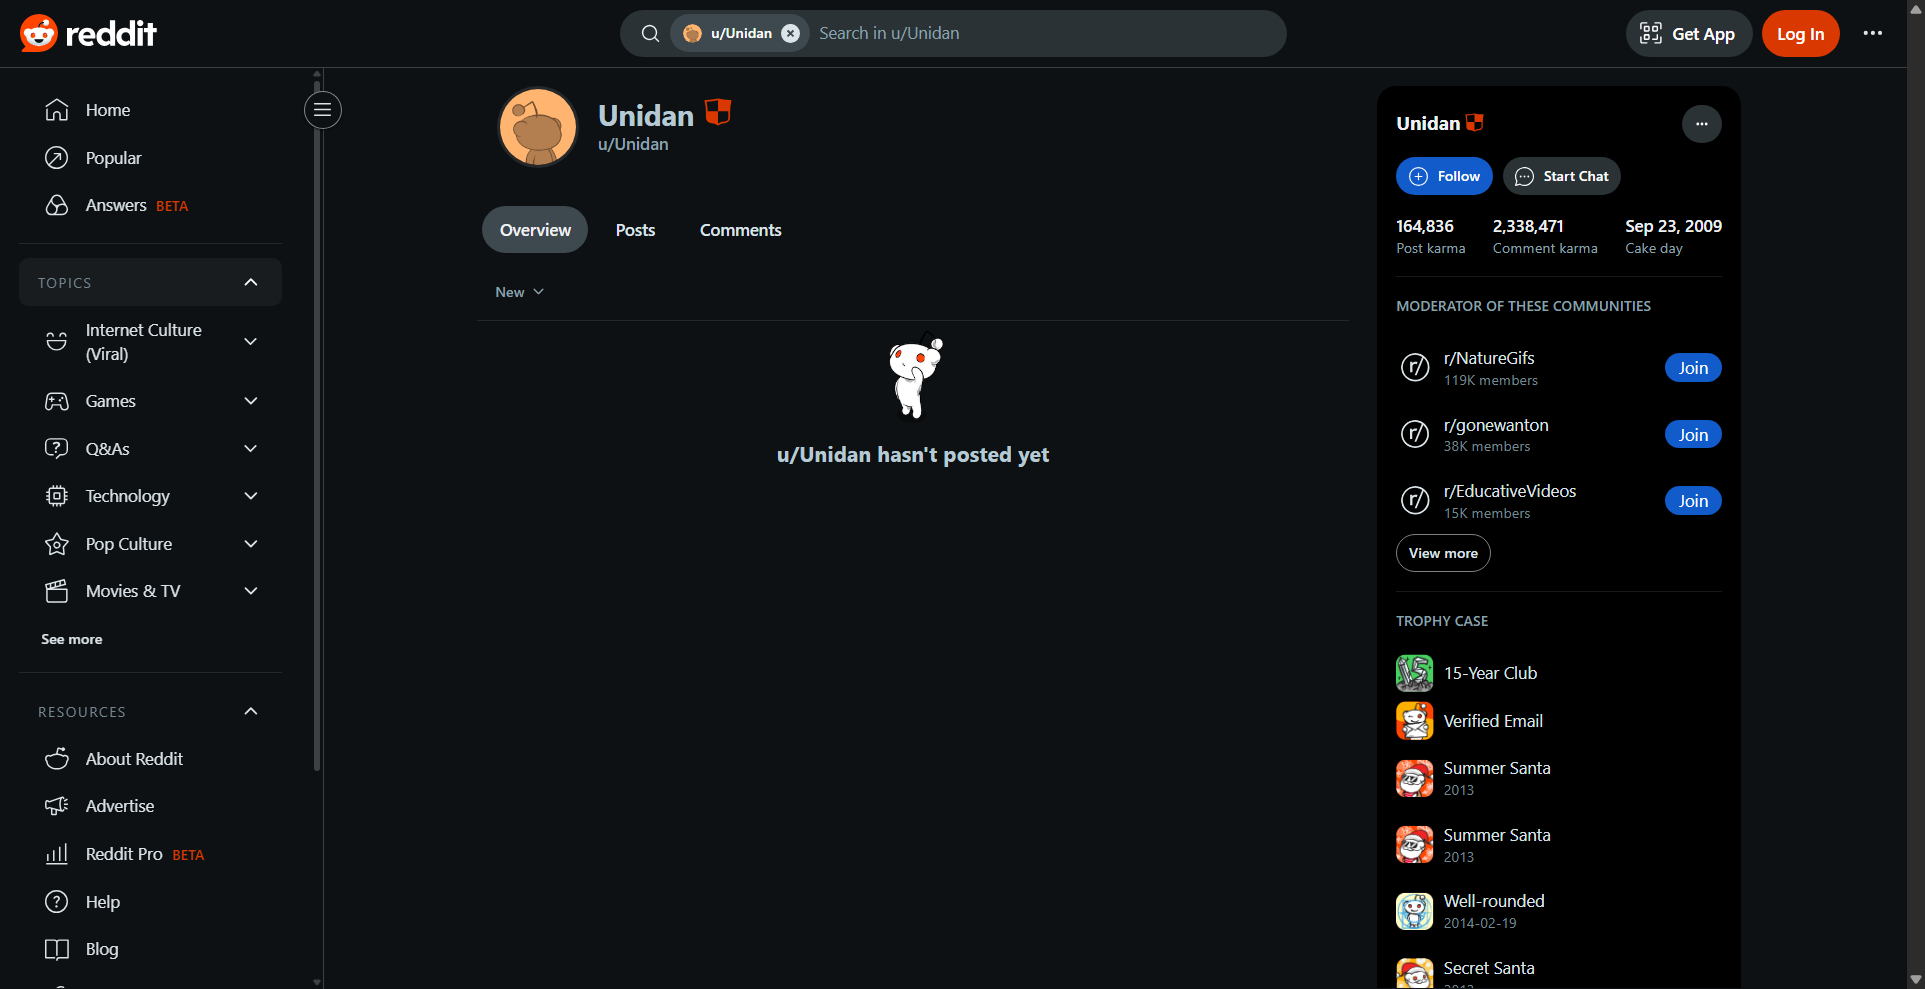 reddit
u/Unidan
Search in u/Unidan
Get App
Log In
Home
Popular
Answers BETA
TOPICS
Internet Culture
(Viral)
Games
Q&As
Technology
Pop Culture
Movies & TV
See more
RESOURCES
About Reddit
Advertise
Reddit Pro BETA
Help
Blog
Unidan
u/Unidan
Overview
Posts
Comments
New
u/Unidan hasn't posted yet
Unidan
Follow
Start Chat
164,836
Post karma
2,338,471
Comment karma
Sep 23, 2009
Cake day
MODERATOR OF THESE COMMUNITIES
r/
r/NatureGifs
119K members
Join
r/
r/gonewanton
38K members
Join
r/
r/EducativeVideos
15K members
Join
View more
TROPHY CASE
15
15-Year Club
Verified Email
Summer Santa
2013
Summer Santa
2013
Well-rounded
2014-02-19
Secret Santa